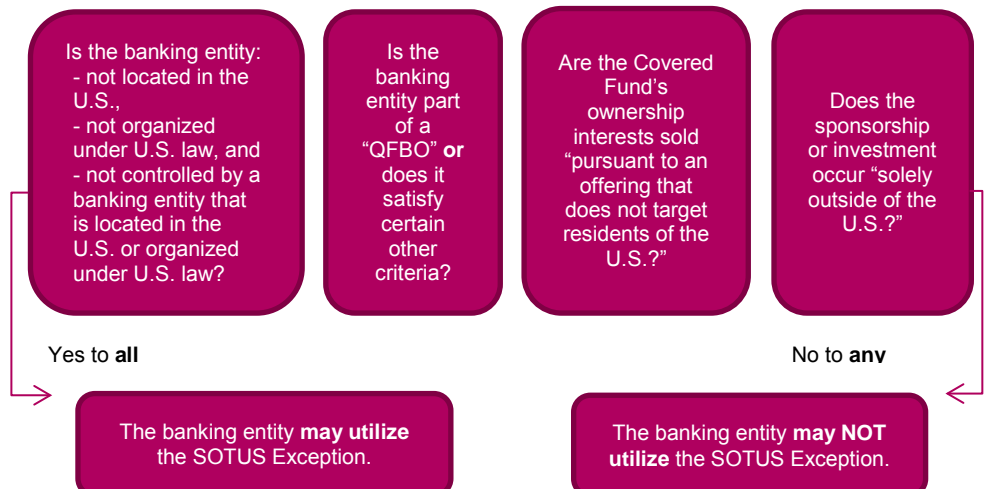 Is the banking entity:
- not located in the
U.S.,
- not organized
under U.S. law, and
- not controlled by a
banking entity that
is located in the
U.S. or organized
under U.S. law?
Is the
banking
entity part
of a
“QFBO” or
does it
satisfy
certain
other
criteria?
Are the Covered
Fund’s
ownership
interests sold
“pursuant to an
offering that
does not target
residents of the
U.S.?”
Does the
sponsorship
or investment
occur “solely
outside of the
U.S.?”
Yes to all
No to any
The banking entity may utilize
the SOTUS Exception.
The banking entity may NOT
utilize the SOTUS Exception.